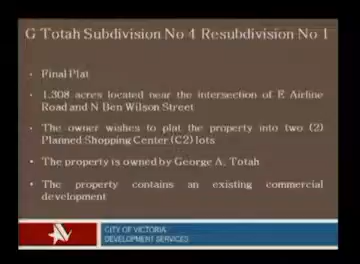 G Totah Subdivision No 4 Resubdivision No 1
• Final Plat
• 1.308 acres located near the intersection of E Airline
Road and N Ben Wilson Street
• The owner wishes to plat the property into two (2)
Planned Shopping Center (C2) lots
• The property is owned by George A. Totah
• The property contains an existing commercial
development
CITY OF VICTORIA
DEVELOPMENT SERVICES